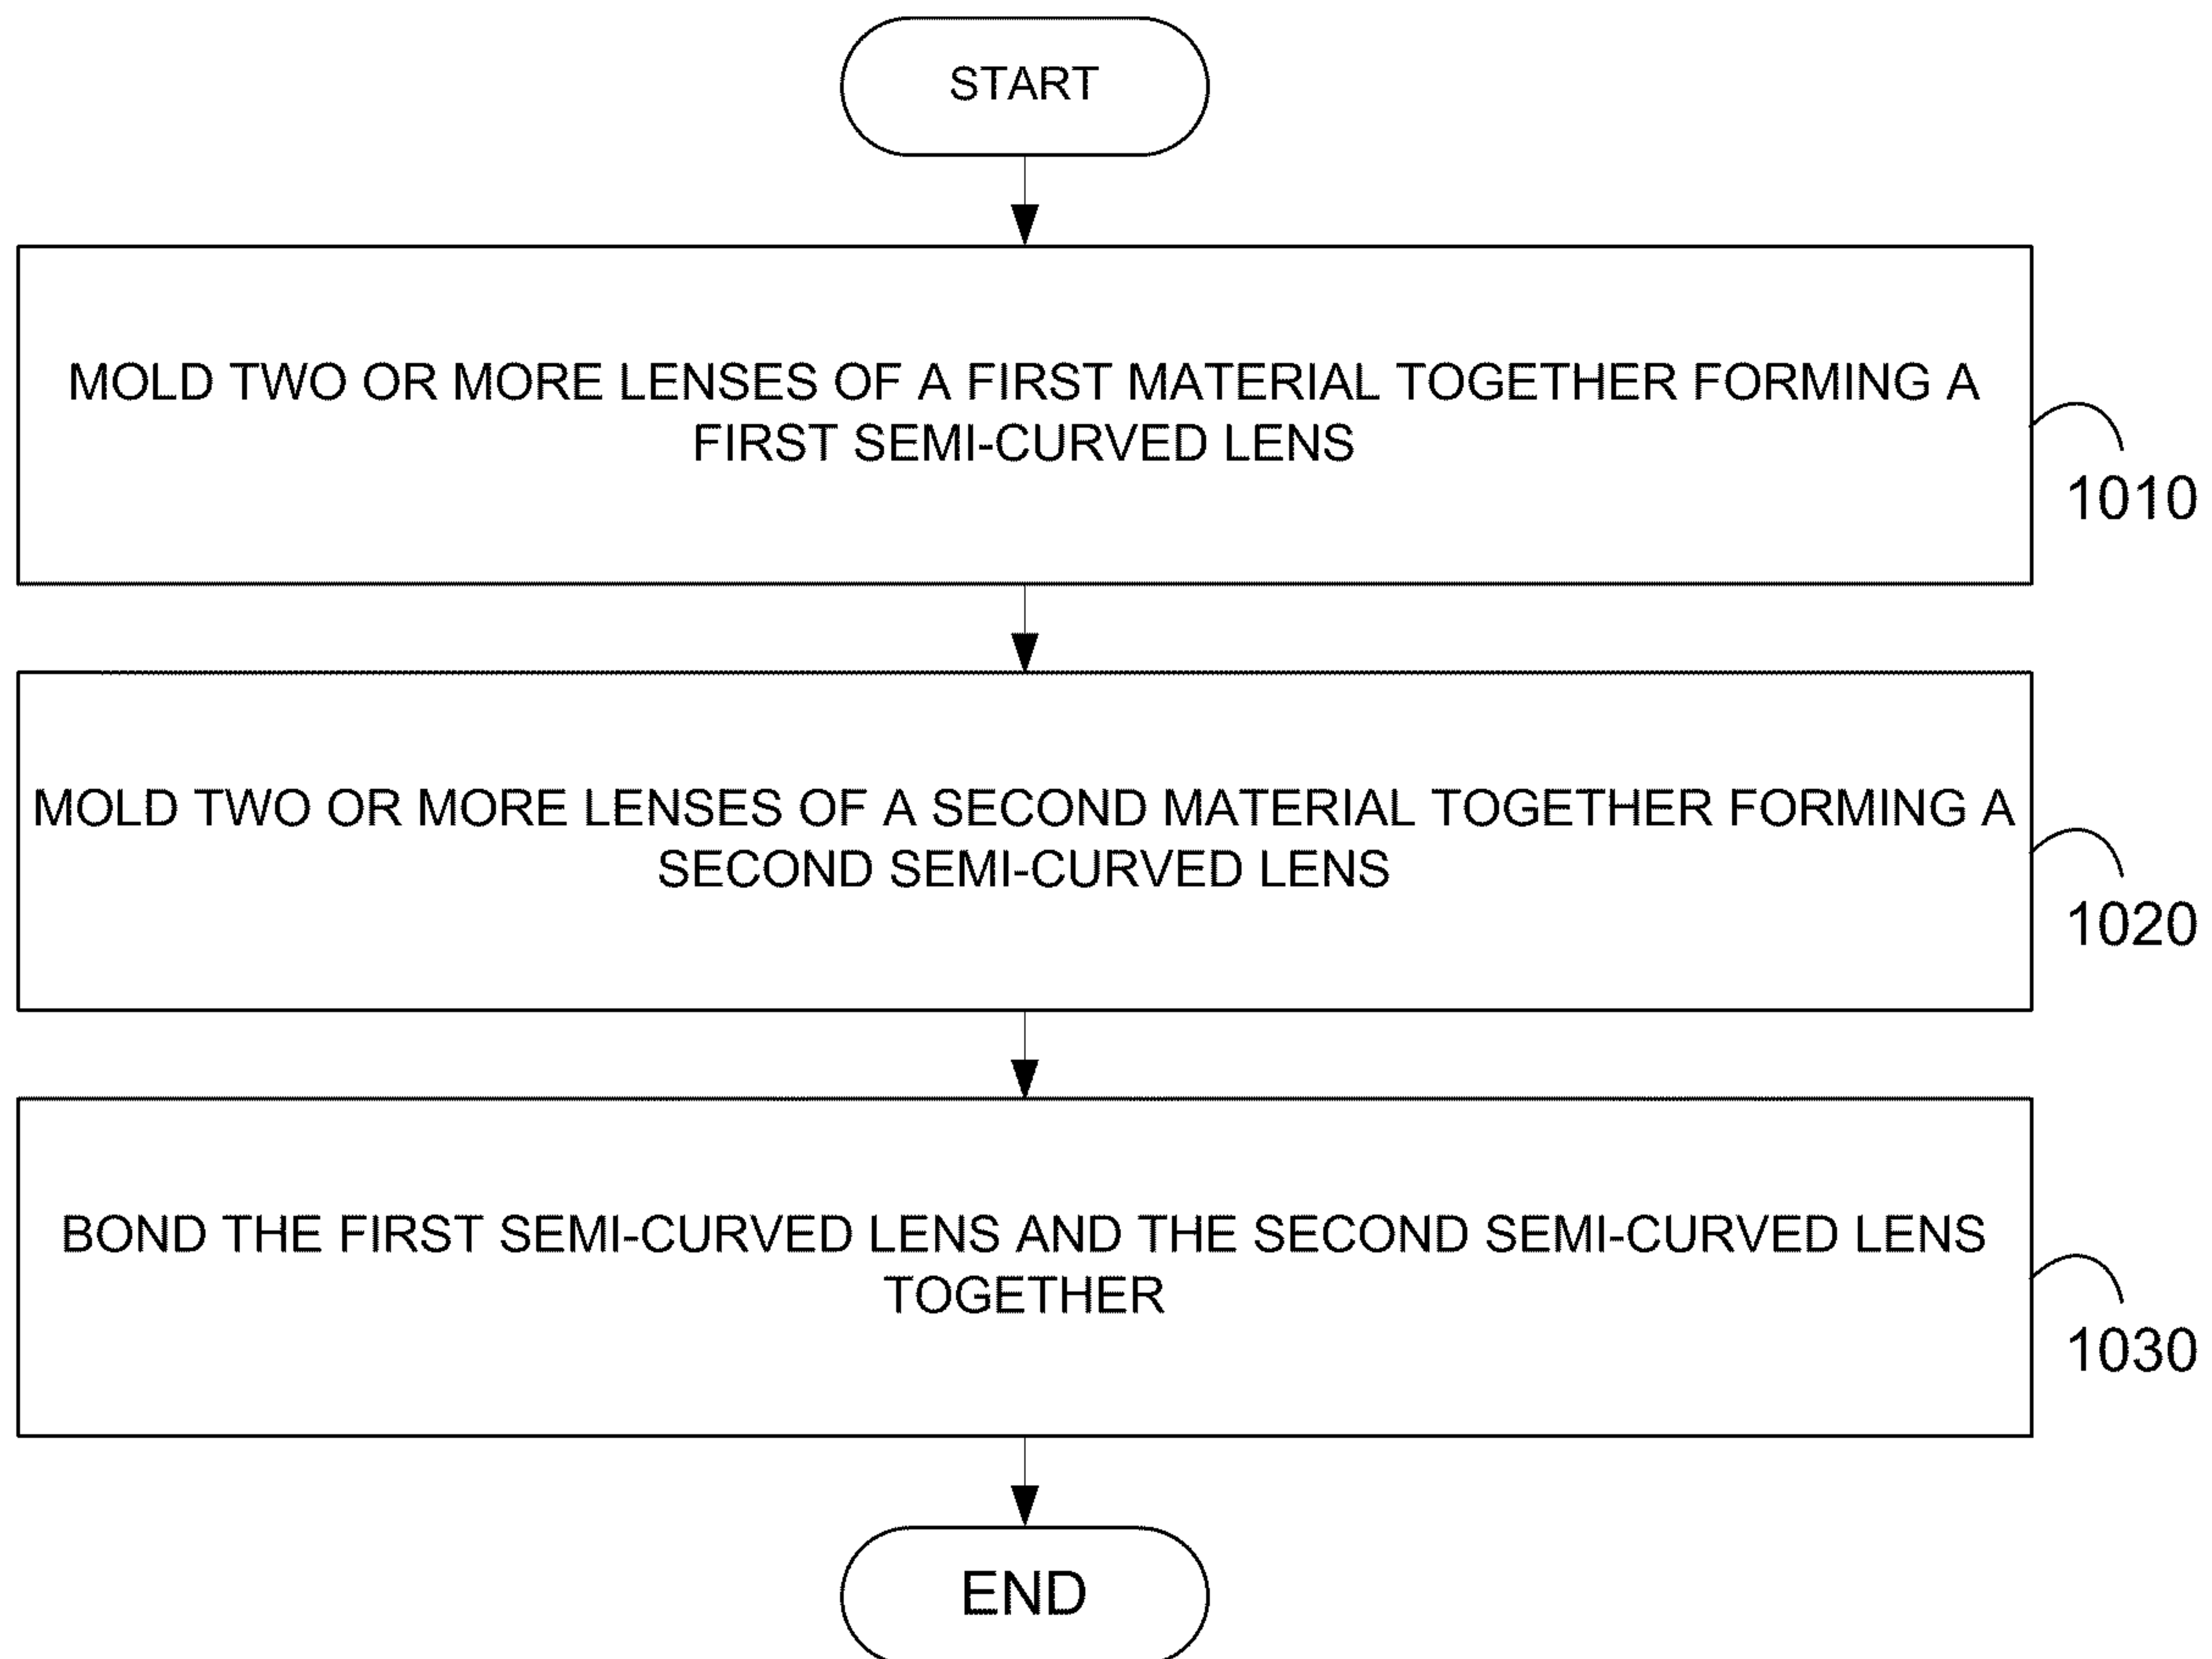 START
MOLD TWO OR MORE LENSES OF A FIRST MATERIAL TOGETHER FORMING A
FIRST SEMI-CURVED LENS
1010
MOLD TWO OR MORE LENSES OF A SECOND MATERIAL TOGETHER FORMING A
SECOND SEMI-CURVED LENS
1020
BOND THE FIRST SEMI-CURVED LENS AND THE SECOND SEMI-CURVED LENS
TOGETHER
1030
END